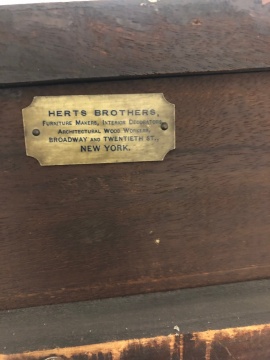 HERTS BROTHERS,
FURNITURE MAKERS, INTERIOR DECORATORS,
ARCHITECTURAL WOOD WORKERS,
BROADWAY AND TWENTIETH ST.,
NEW YORK.